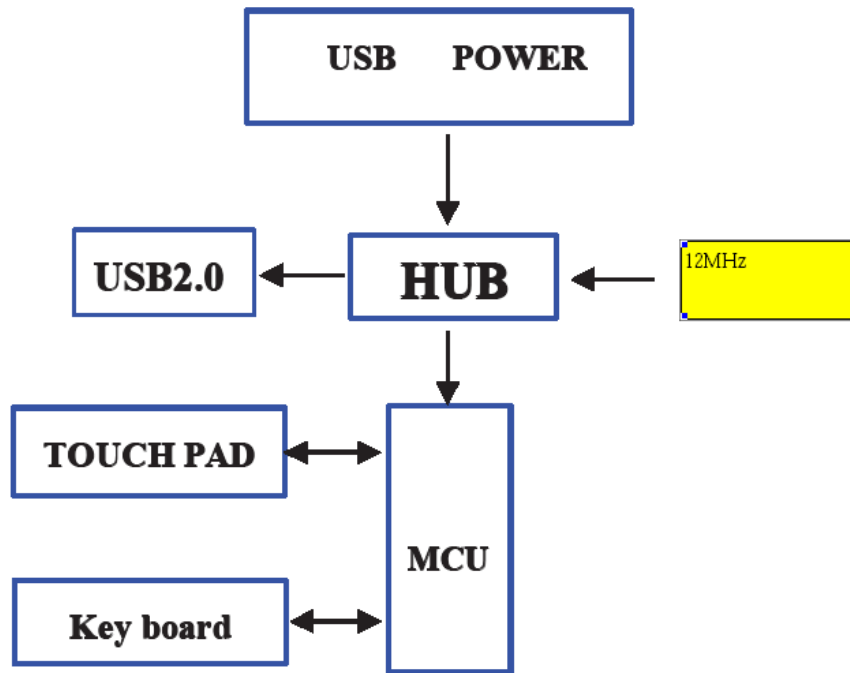 USB POWER
USB2.0
HUB
12MHz
TOUCH PAD
MCU
Key board